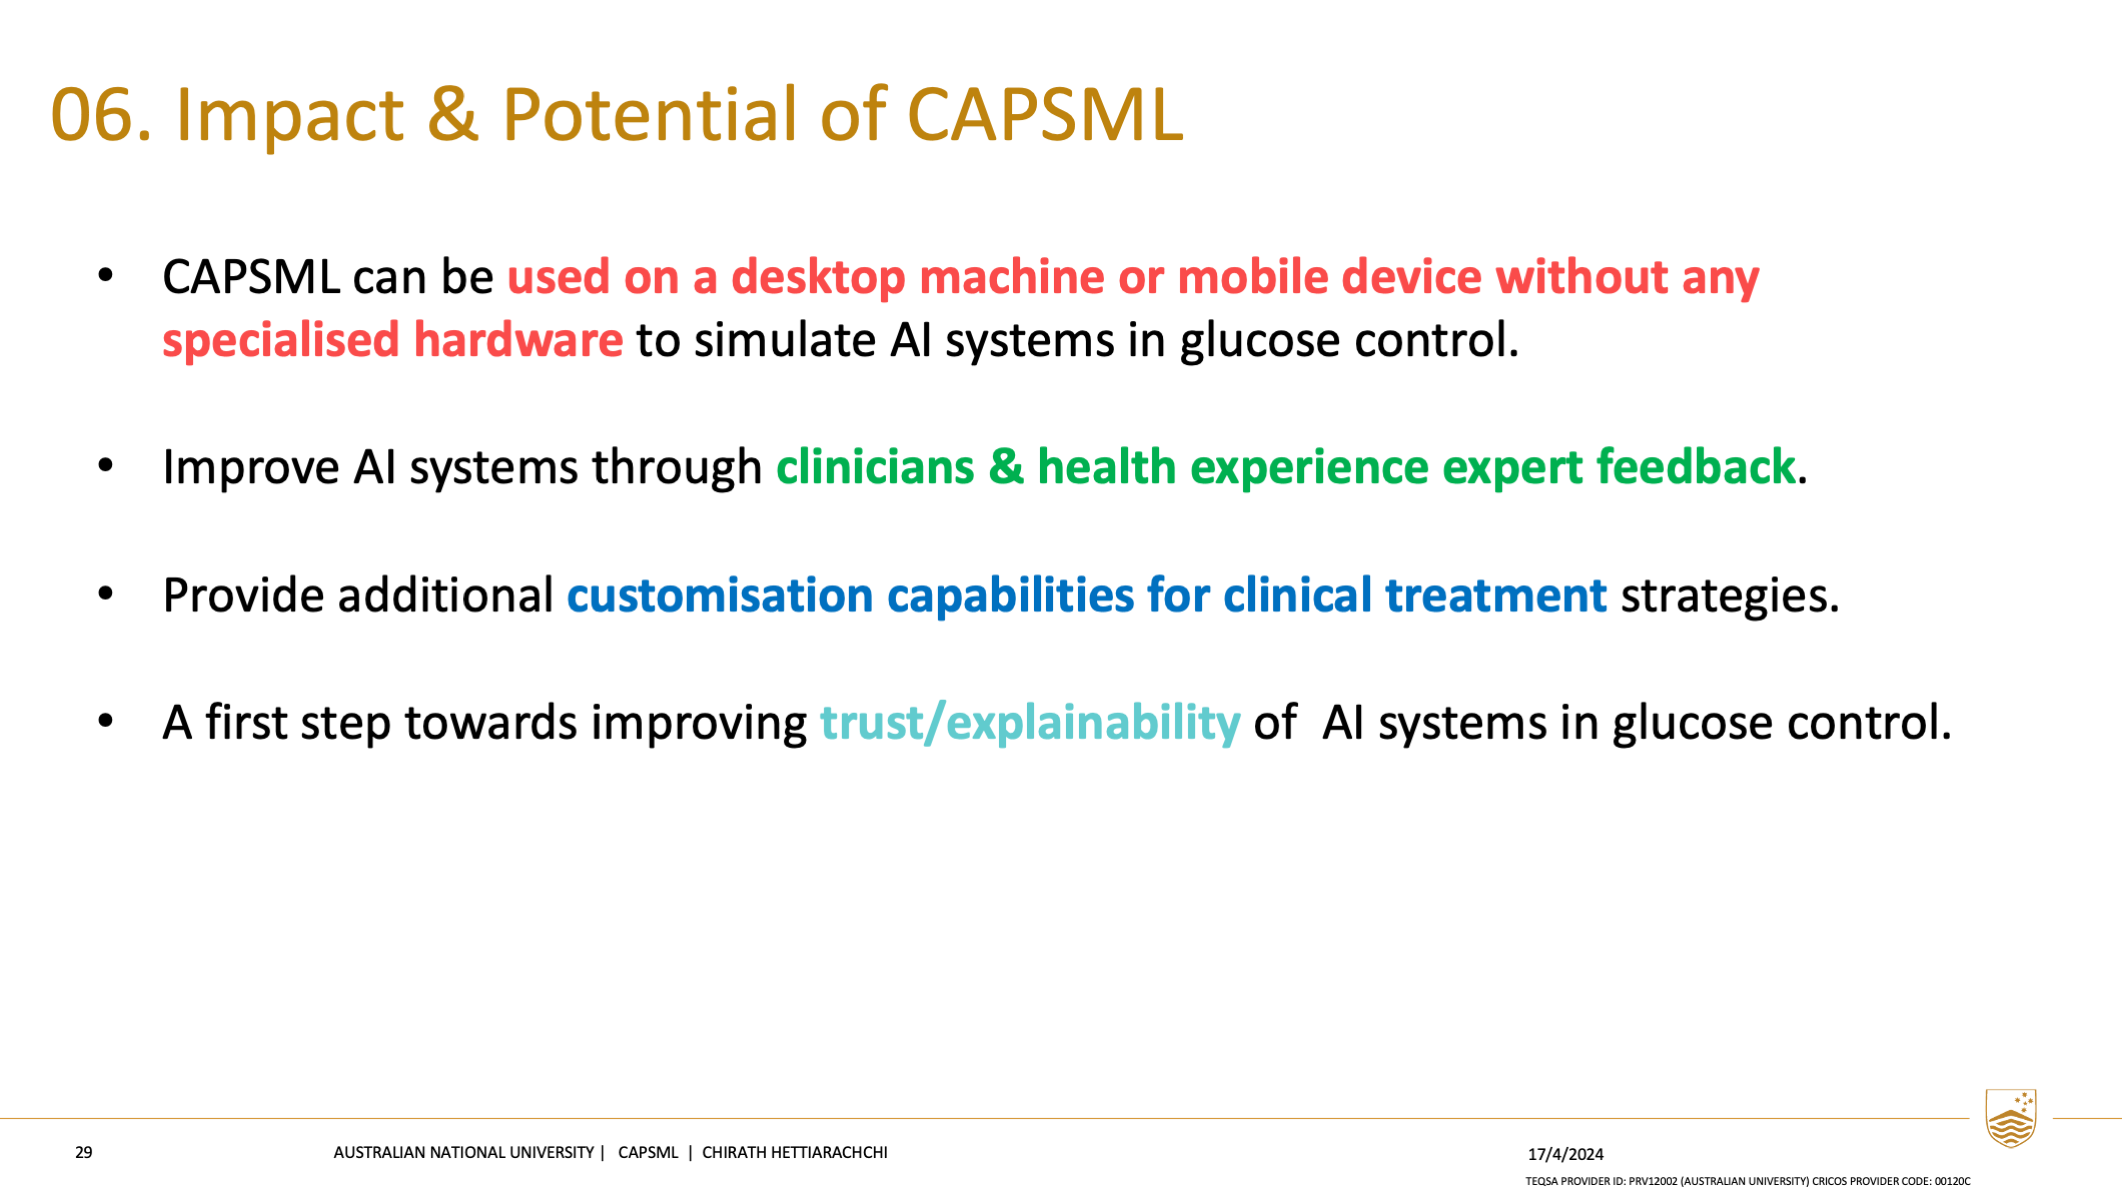 06. Impact & Potential of CAPSML
• CAPSML can be used on a desktop machine or mobile device without any
specialised hardware to simulate AI systems in glucose control.
• Improve AI systems through clinicians & health experience expert feedback.
• Provide additional customisation capabilities for clinical treatment strategies.
• A first step towards improving trust/explainability of  AI systems in glucose control.
29
AUSTRALIAN NATIONAL UNIVERSITY |   CAPSML  |  CHIRATH HETTIARACHCHI
17/4/2024
TEQSA PROVIDER ID: PRV12002 (AUSTRALIAN UNIVERSITY) CRICOS PROVIDER CODE: 00120C